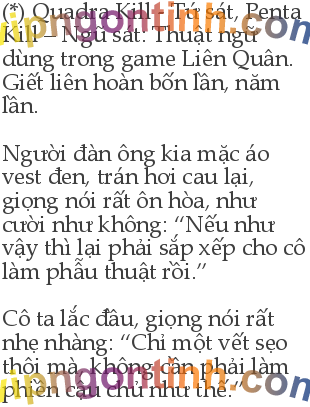 (*) Quadra Kill – Tứ sát, Penta
Kill – Ngũ sát: Thuật ngữ
dùng trong game Liên Quân.
Giết liên hoàn bốn lần, năm
lần.
Người đàn ông kia mặc áo
vest đen, trán hơi cau lại,
giọng nói rất ôn hòa, như
cười như không: “Nếu như
vậy thì lại phải sắp xếp cho cô
làm phẫu thuật rồi.”
Cô ta lắc đầu, giọng nói rất
nhẹ nhàng: “Chỉ một vết sẹo
thôi mà, không cần phải làm
phiền cậu chủ như thế.”
vipngontinh.com
vipngontinh.com